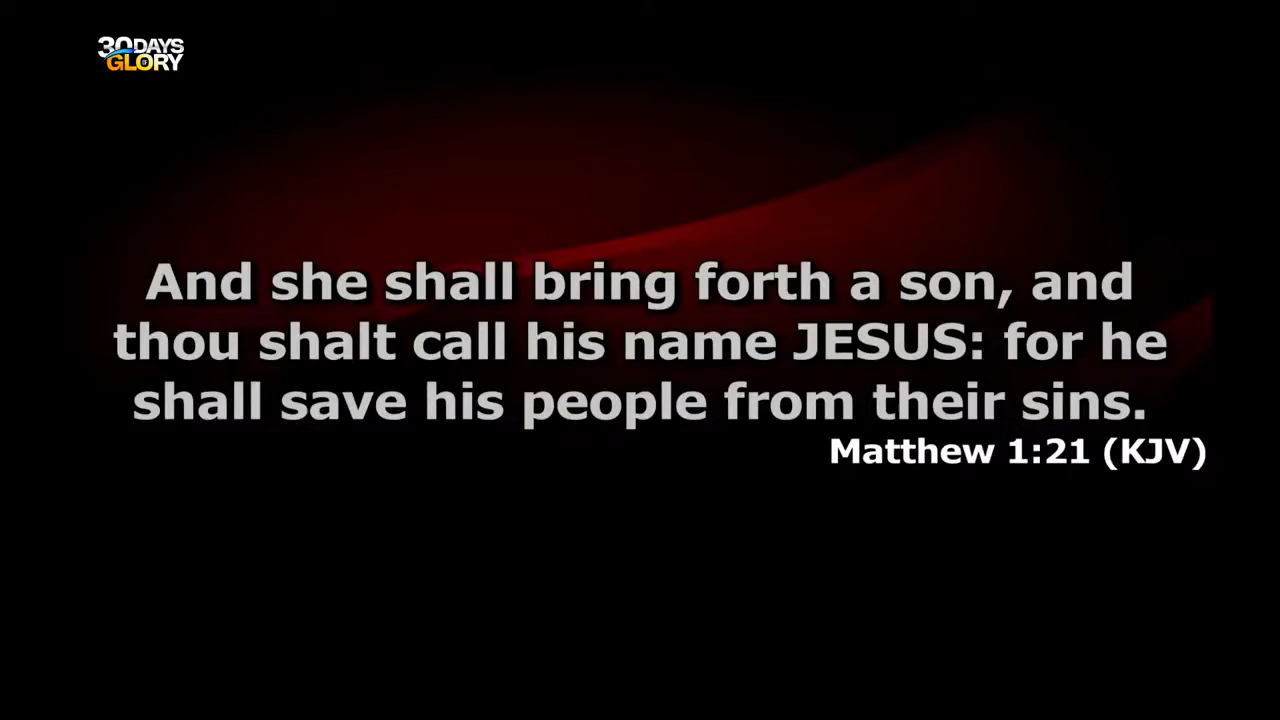 30DAYS
GLORY
And she shall bring forth a son, and
thou shalt call his name JESUS: for he
shall save his people from their sins.
Matthew 1:21 (KJV)